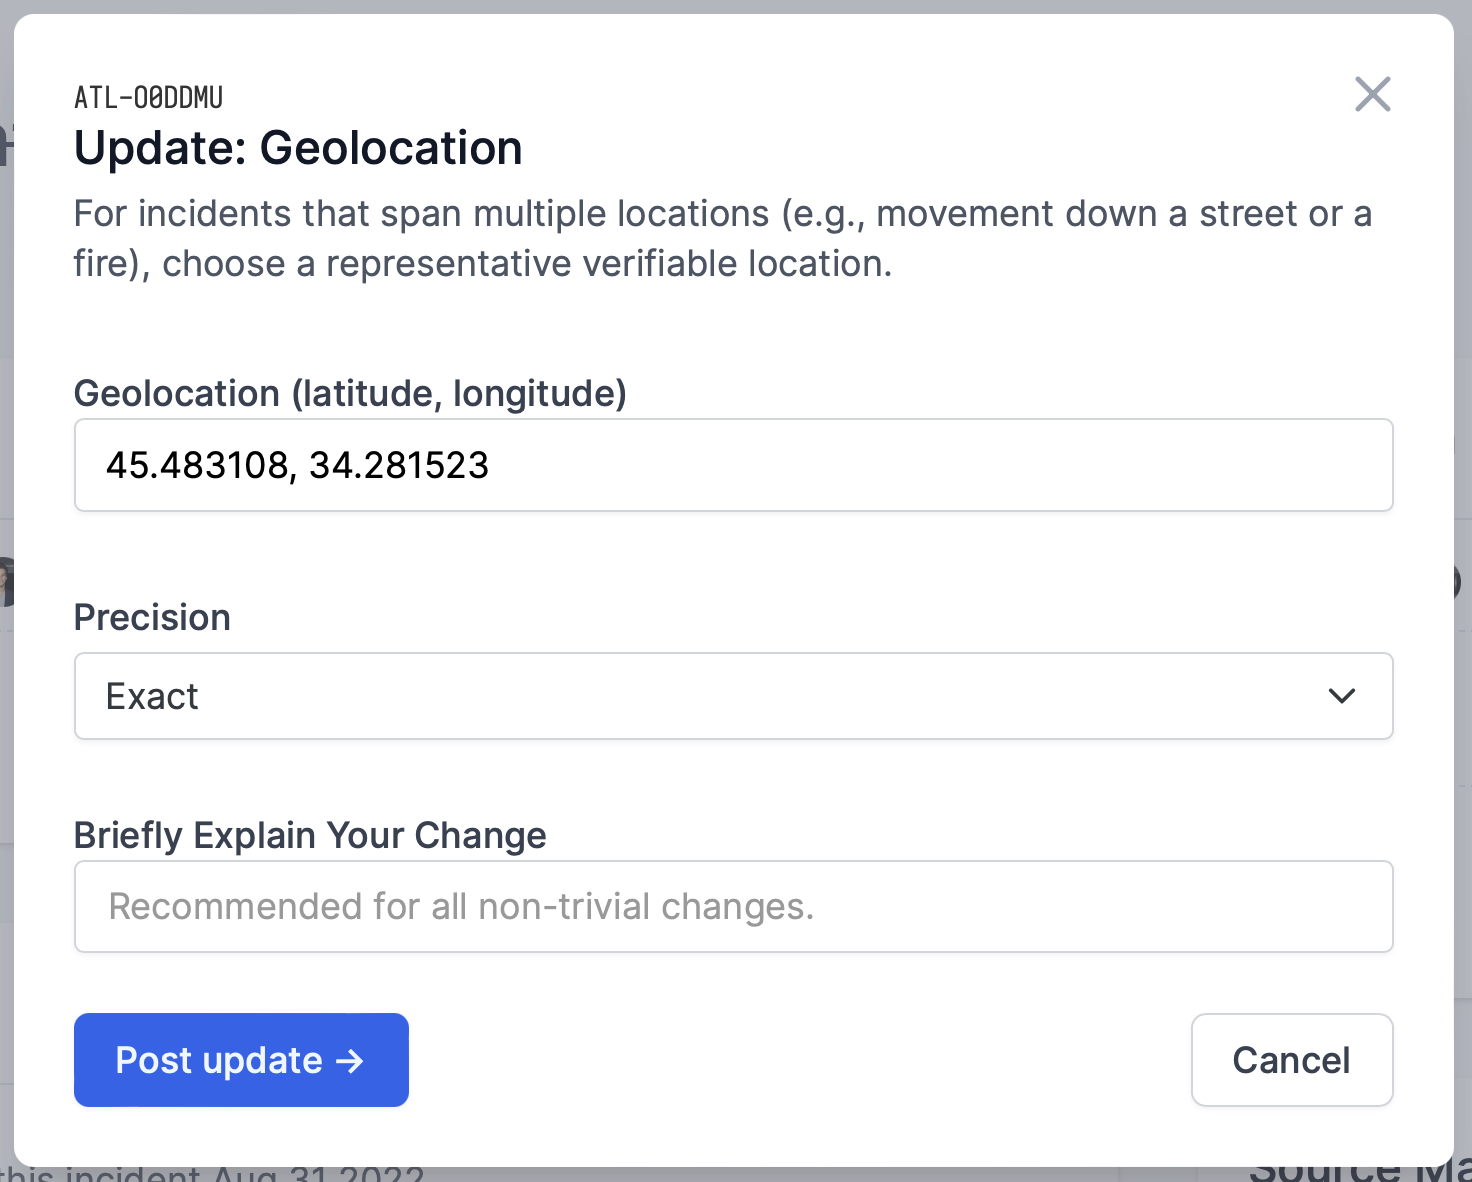 ATL-O0DDMU
Update: Geolocation
For incidents that span multiple locations (e.g., movement down a street or a
fire), choose a representative verifiable location.
Geolocation (latitude, longitude)
45.483108, 34.281523
Precision
Exact
Briefly Explain Your Change
Recommended for all non-trivial changes.
Post update →
Cancel
this incident Aug 31 2022
Source Ma